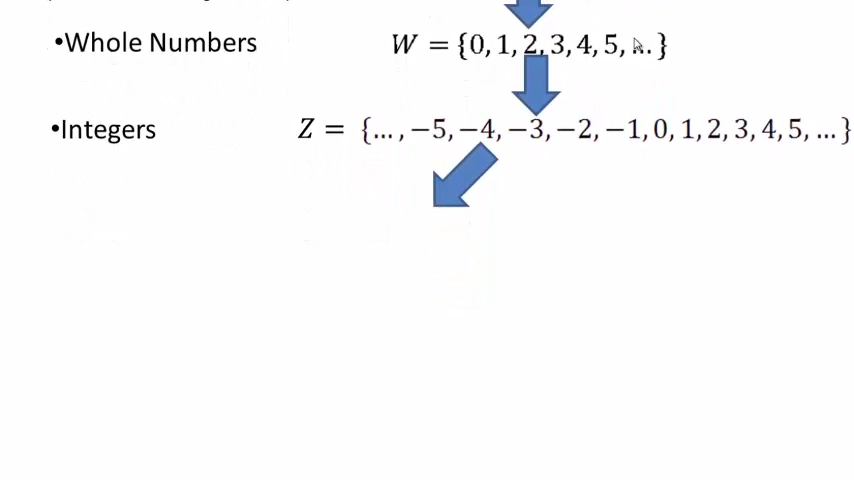 •Whole Numbers W = {0, 1, 2, 3, 4, 5, ... }
•Integers Z = {... , −5, −4, −3, −2, −1, 0, 1, 2, 3, 4, 5, ... }